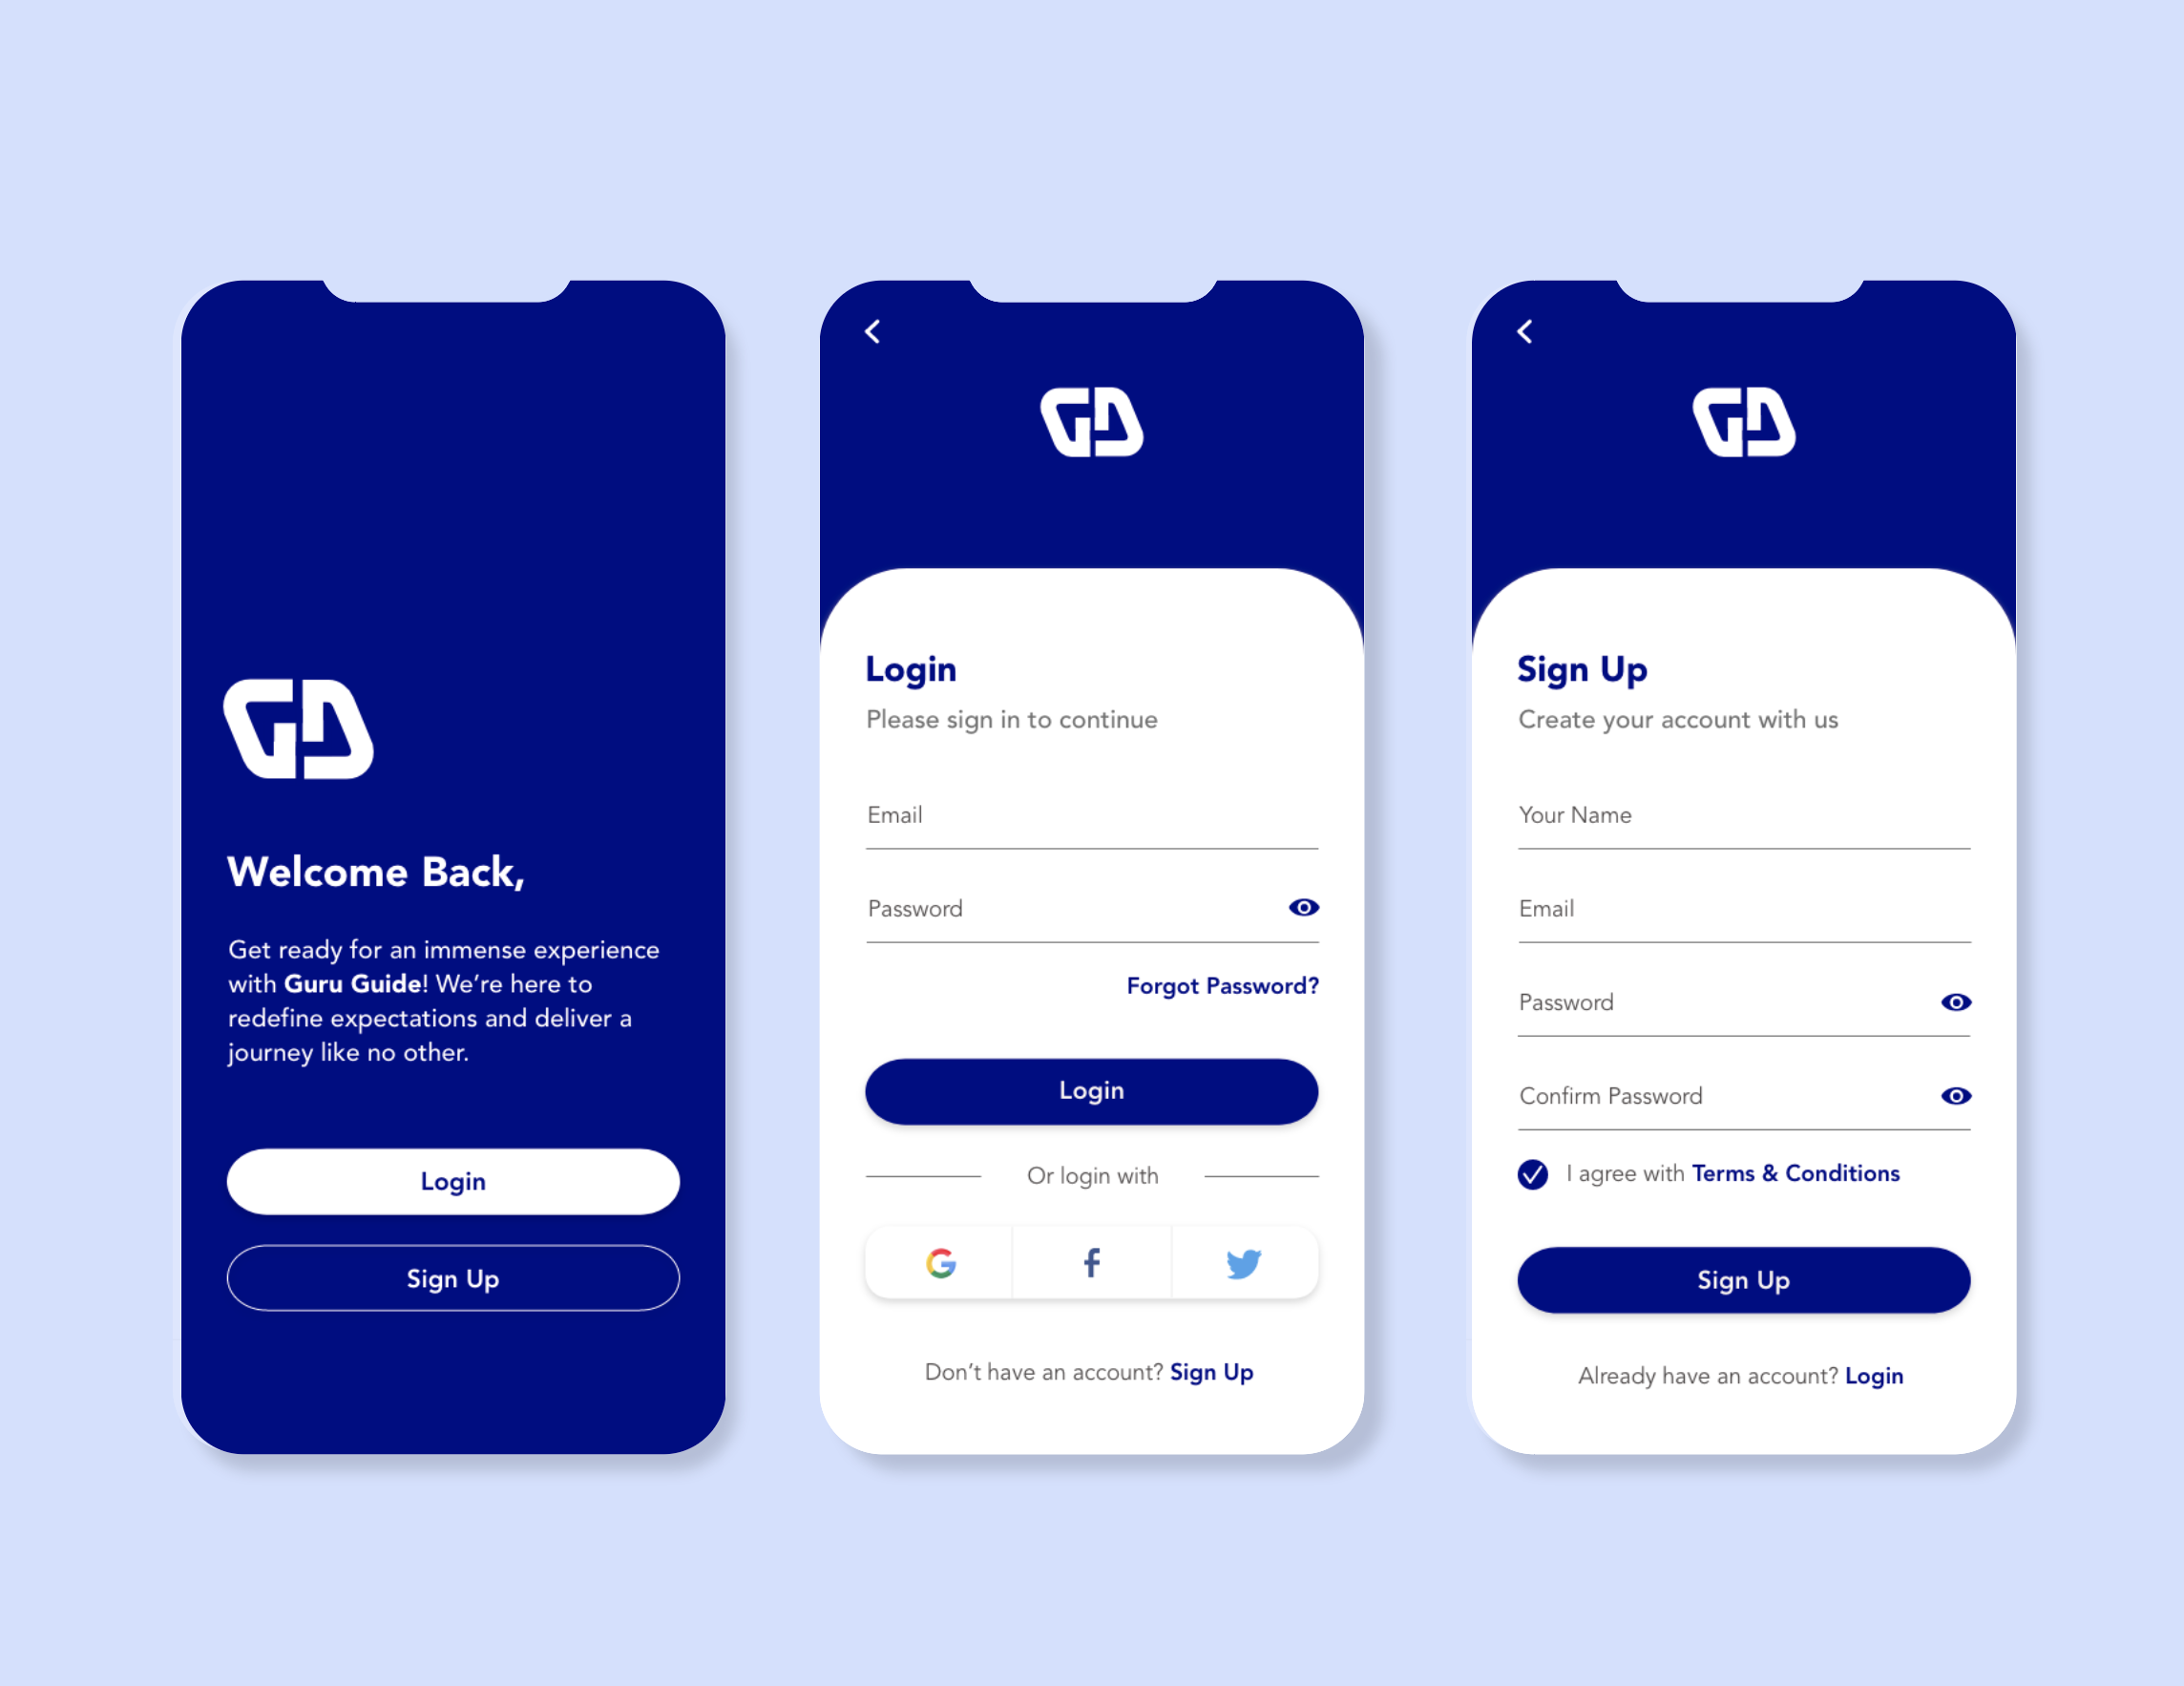 GD
Welcome Back,
Get ready for an immense experience
with Guru Guide! We’re here to
redefine expectations and deliver a
journey like no other.
Login
Sign Up
GD
Login
Please sign in to continue
Email
Password
Forgot Password?
Login
Or login with
G f
Don’t have an account? Sign Up
GD
Sign Up
Create your account with us
Your Name
Email
Password
Confirm Password
I agree with Terms & Conditions
Sign Up
Already have an account? Login